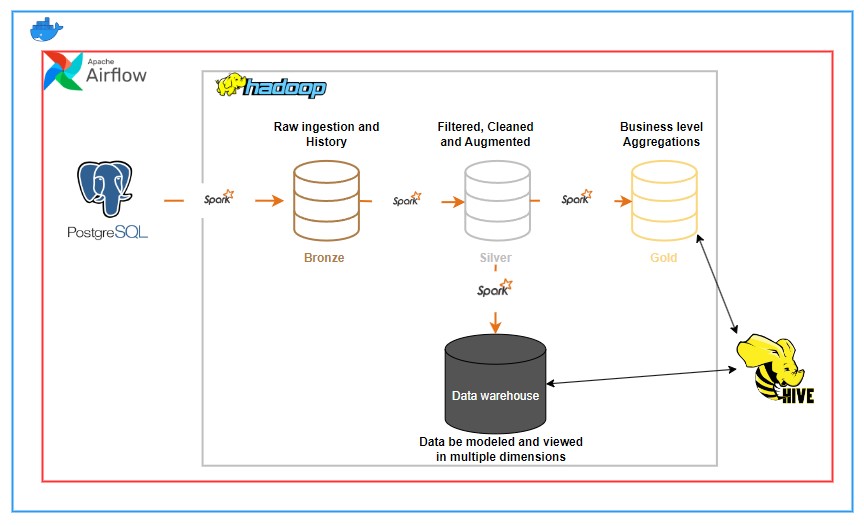 Apache
Airflow
hadoop
Raw ingestion and
History
Filtered, Cleaned
and Augmented
Business level
Aggregations
PostgreSQL
Spark
Spark
Spark
Bronze
Silver
Gold
Spark
Data warehouse
HIVE
Data be modeled and viewed
in multiple dimensions